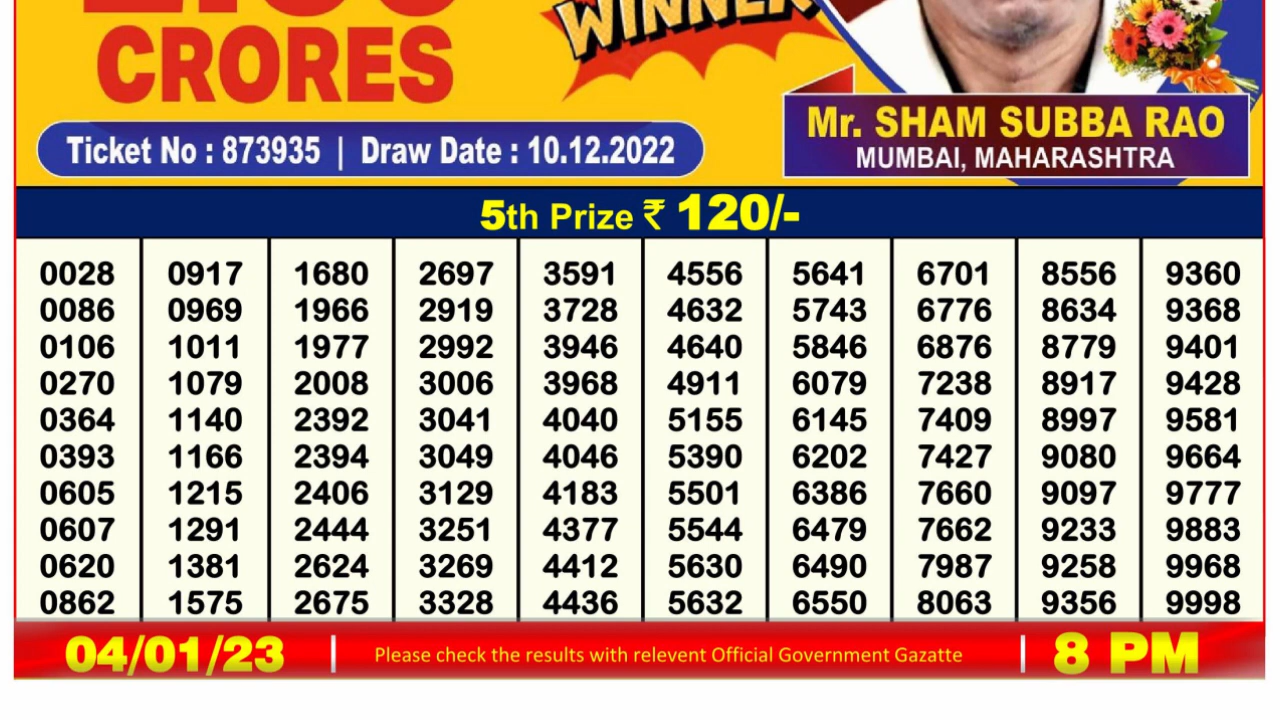 CRORES
WINNER
Ticket No : 873935 | Draw Date : 10.12.2022
Mr. SHAM SUBBA RAO
MUMBAI, MAHARASHTRA
5th Prize ₹ 120/-
0028 0917 1680 2697 3591 4556 5641 6701 8556 9360
0086 0969 1966 2919 3728 4632 5743 6776 8634 9368
0106 1011 1977 2992 3946 4640 5846 6876 8779 9401
0270 1079 2008 3006 3968 4911 6079 7238 8917 9428
0364 1140 2392 3041 4040 5155 6145 7409 8997 9581
0393 1166 2394 3049 4046 5390 6202 7427 9080 9664
0605 1215 2406 3129 4183 5501 6386 7660 9097 9777
0607 1291 2444 3251 4377 5544 6479 7662 9233 9883
0620 1381 2624 3269 4412 5630 6490 7987 9258 9968
0862 1575 2675 3328 4436 5632 6550 8063 9356 9998
04/01/23 | Please check the results with relevent Official Government Gazatte | 8 PM